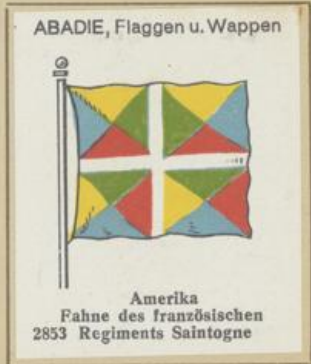 ABADIE, Flaggen u. Wappen
Amerika
Fahne des französischen
2853 Regiments Saintogne